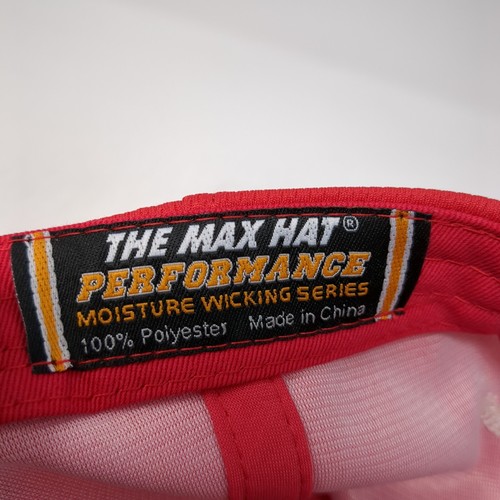 THE MAX HAT®
PERFORMANCE
MOISTURE WICKING SERIES
100% Polyester Made in China